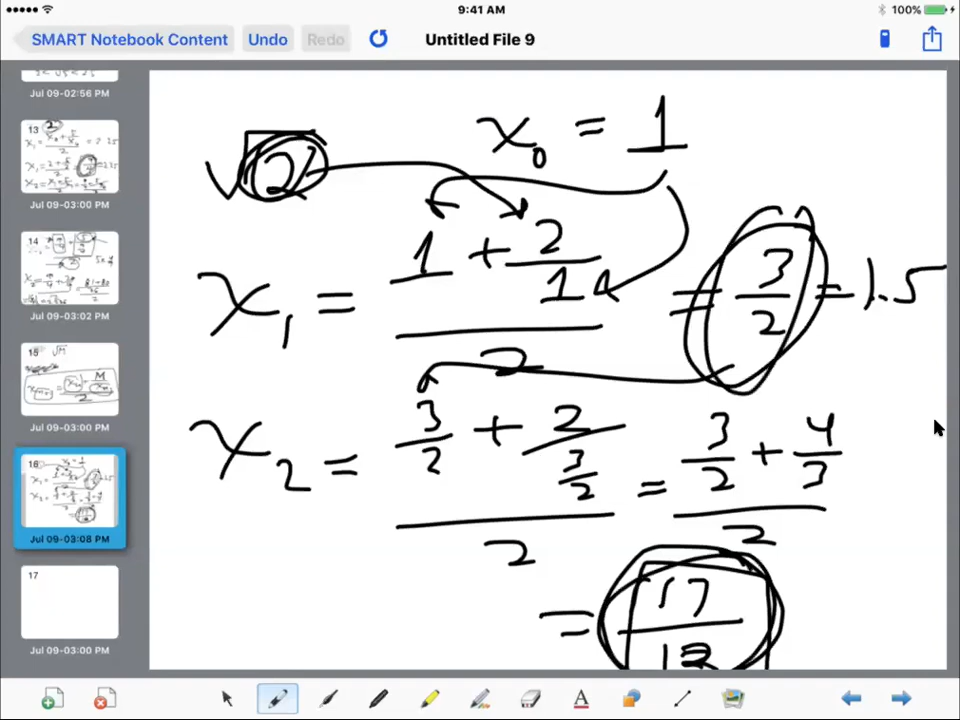 9:41 AM
100%
SMART Notebook Content
Undo
Redo
Untitled File 9
Jul 09-02:56 PM
13
Jul 09-03:00 PM
14
Jul 09-03:02 PM
15 √M
Jul 09-03:00 PM
16
Jul 09-03:08 PM
17
Jul 09-03:00 PM
√2
x₀ = 1
x₁ = (1 + 2/1)/2 = 3/2 = 1.5
x₂ = (3/2 + 2/(3/2))/2 = (3/2 + 4/3)/2
= 17/12
A